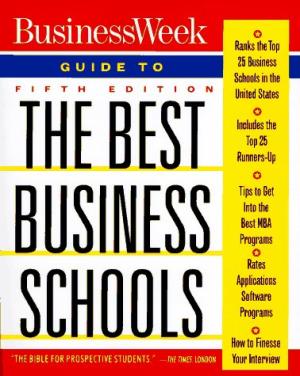 BusinessWeek
GUIDE TO
FIFTH EDITION
THE BEST
BUSINESS
SCHOOLS
"THE BIBLE FOR PROSPECTIVE STUDENTS." — THE TIMES, LONDON
Ranks the Top
25 Business
Schools in the
United States
Includes the
Top 25
Runners-Up
Tips to Get
Into the
Best MBA
Programs
Rates
Applications
Software
Programs
How to Finesse
Your Interview